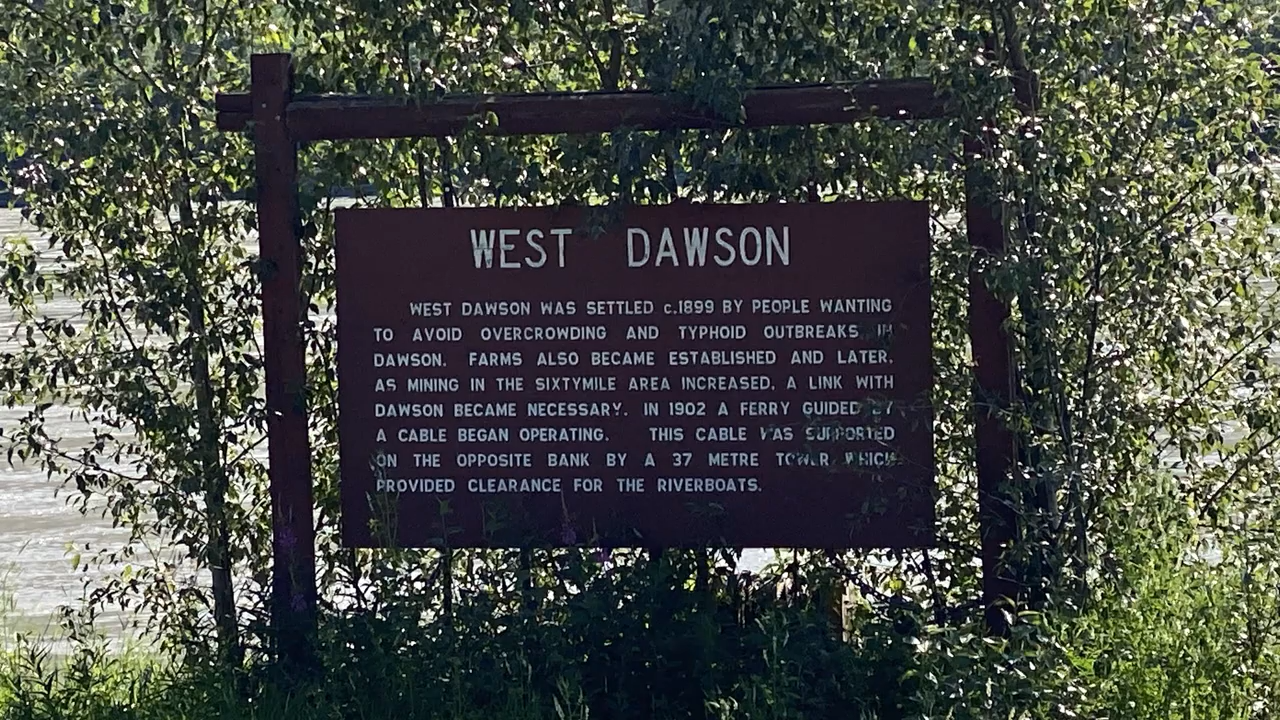 WEST DAWSON
WEST DAWSON WAS SETTLED c.1899 BY PEOPLE WANTING
TO AVOID OVERCROWDING AND TYPHOID OUTBREAKS IN
DAWSON. FARMS ALSO BECAME ESTABLISHED AND LATER,
AS MINING IN THE SIXTYMILE AREA INCREASED, A LINK WITH
DAWSON BECAME NECESSARY. IN 1902 A FERRY GUIDED BY
A CABLE BEGAN OPERATING. THIS CABLE WAS SUPPORTED
ON THE OPPOSITE BANK BY A 37 METRE TOWER WHICH
PROVIDED CLEARANCE FOR THE RIVERBOATS.